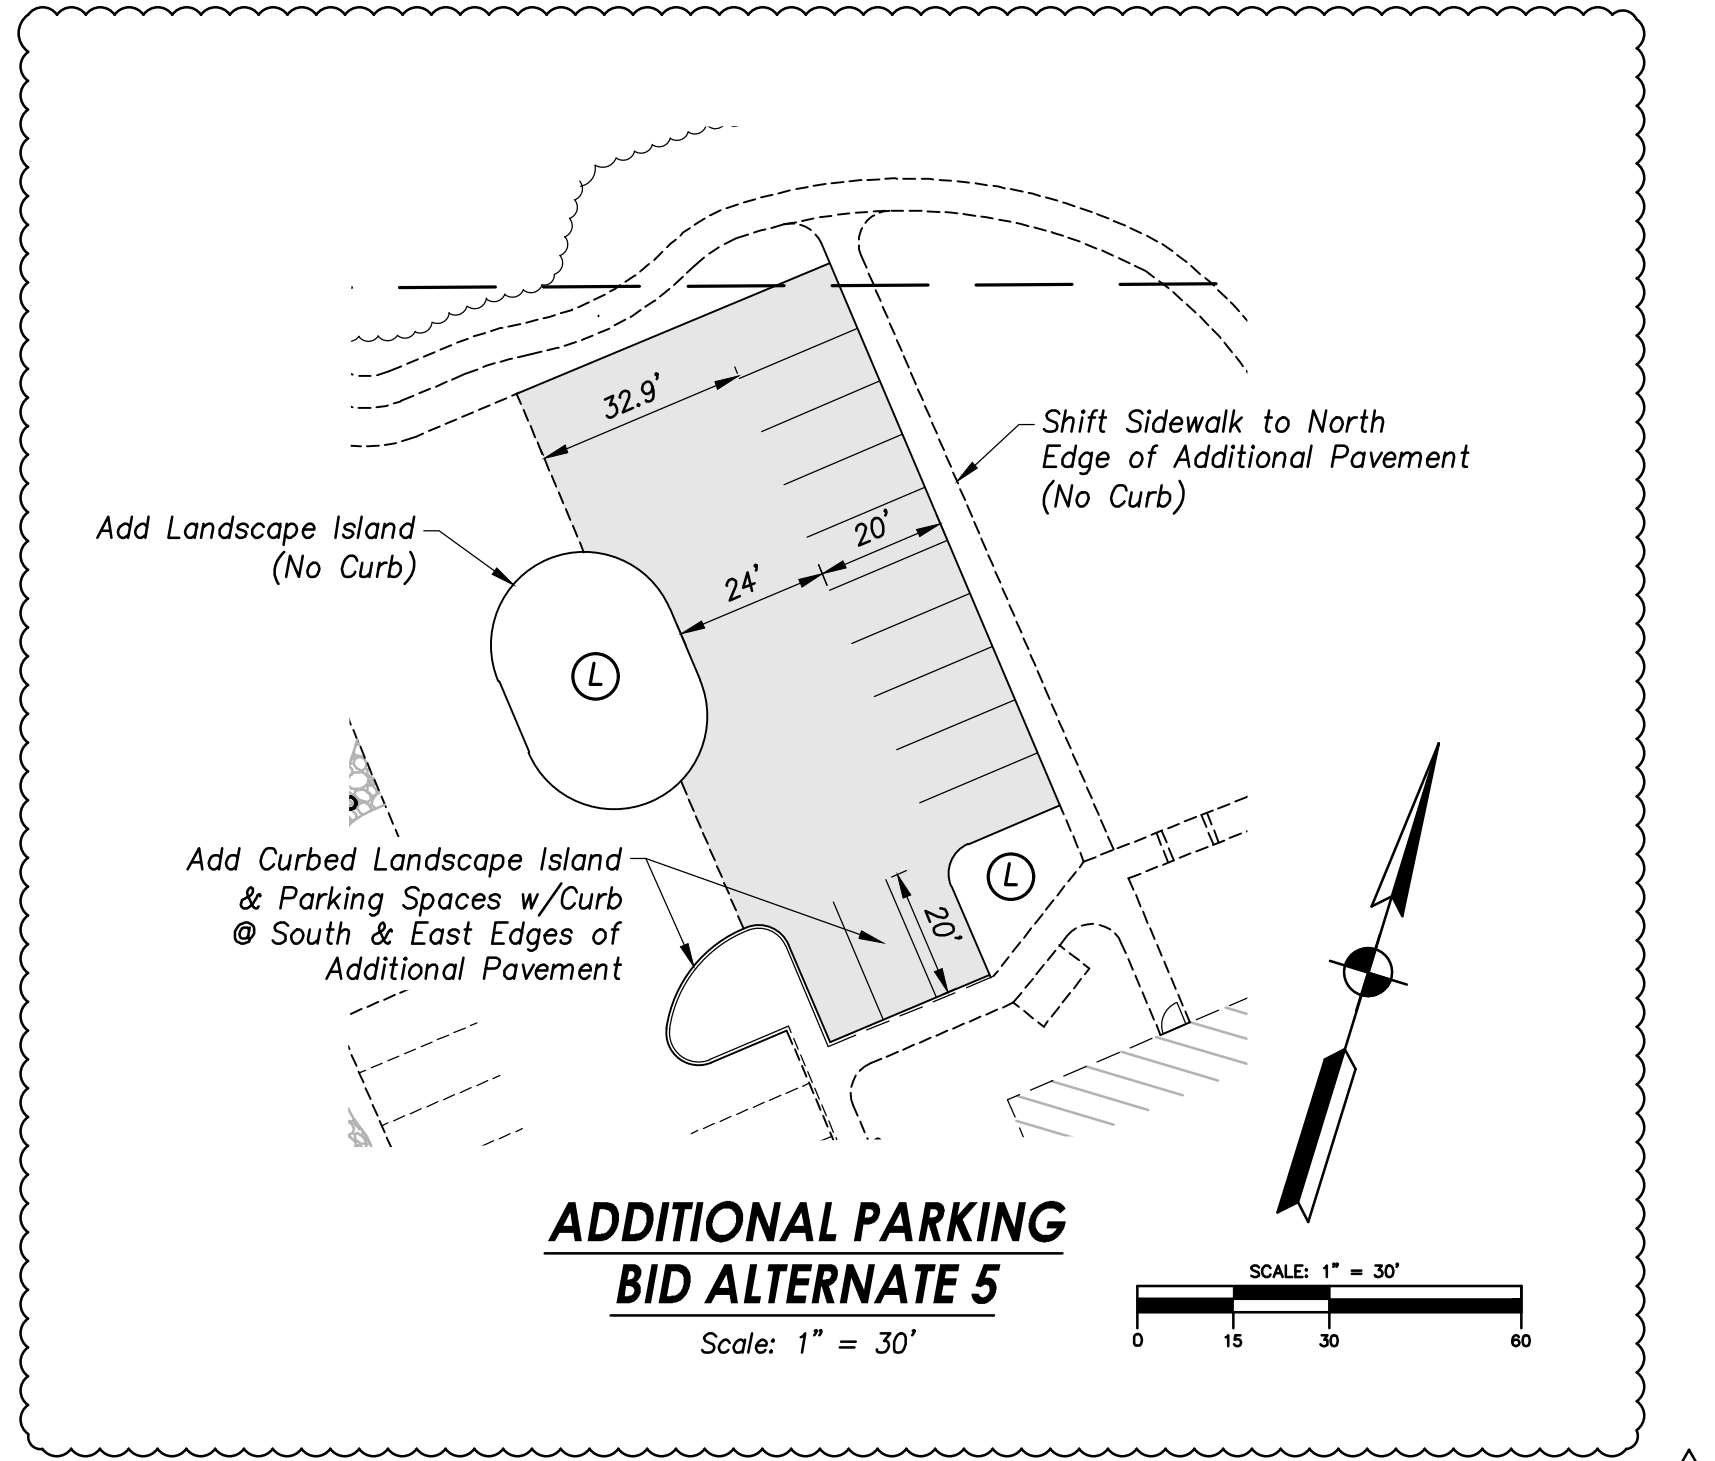 32.9'
Shift Sidewalk to North
Edge of Additional Pavement
(No Curb)
Add Landscape Island
(No Curb)
20'
24'
L
Add Curbed Landscape Island
& Parking Spaces w/Curb
@ South & East Edges of
Additional Pavement
L
20'
ADDITIONAL PARKING
BID ALTERNATE 5
Scale: 1" = 30'
SCALE: 1" = 30'
0 15 30 60